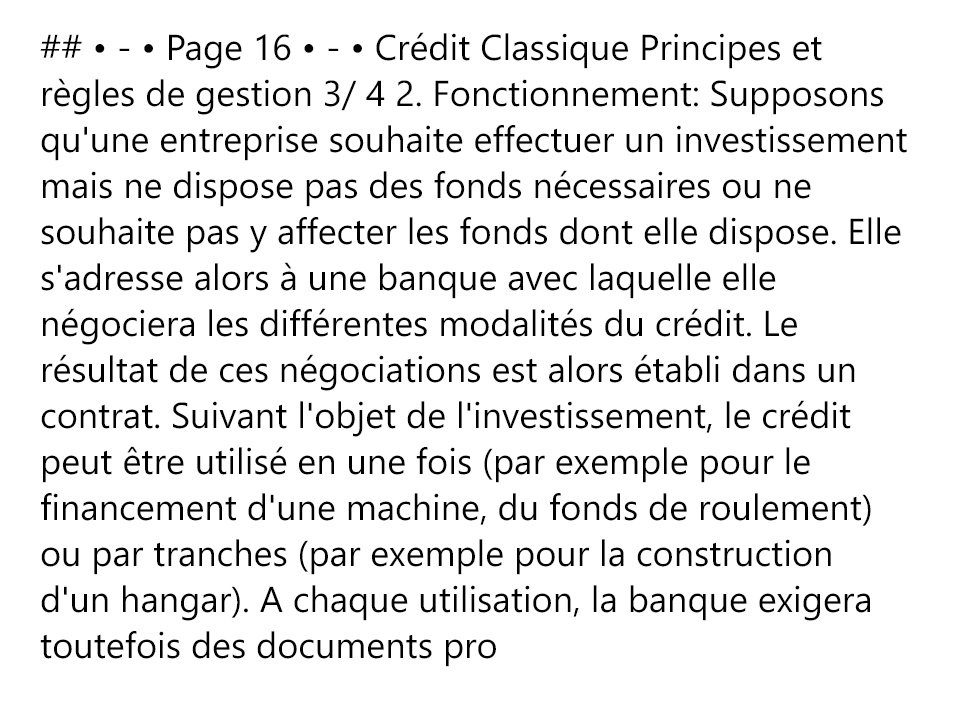 ## • - • Page 16 • - • Crédit Classique Principes et
règles de gestion 3/ 4 2. Fonctionnement: Supposons
qu'une entreprise souhaite effectuer un investissement
mais ne dispose pas des fonds nécessaires ou ne
souhaite pas y affecter les fonds dont elle dispose. Elle
s'adresse alors à une banque avec laquelle elle
négociera les différentes modalités du crédit. Le
résultat de ces négociations est alors établi dans un
contrat. Suivant l'objet de l'investissement, le crédit
peut être utilisé en une fois (par exemple pour le
financement d'une machine, du fonds de roulement)
ou par tranches (par exemple pour la construction
d'un hangar). A chaque utilisation, la banque exigera
toutefois des documents pro